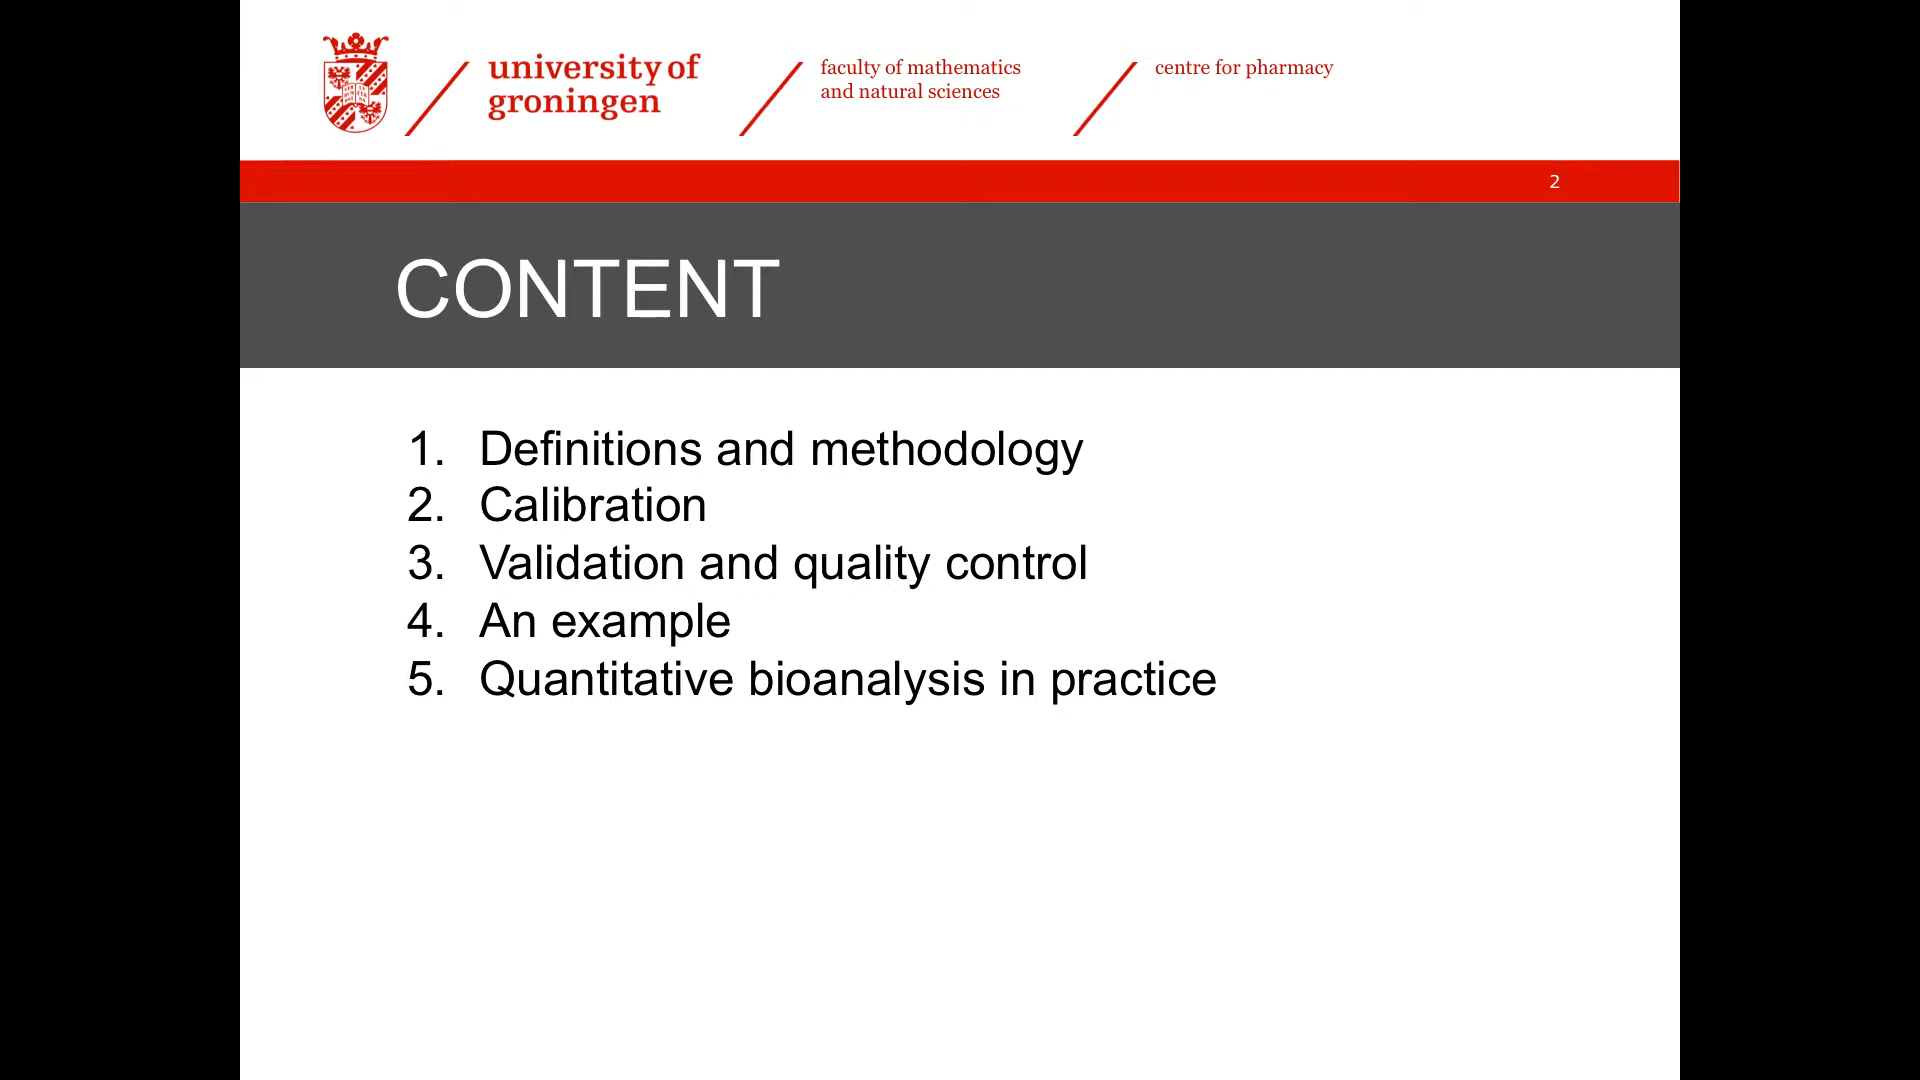 university of
groningen
faculty of mathematics
and natural sciences
centre for pharmacy
2
CONTENT
1. Definitions and methodology
2. Calibration
3. Validation and quality control
4. An example
5. Quantitative bioanalysis in practice